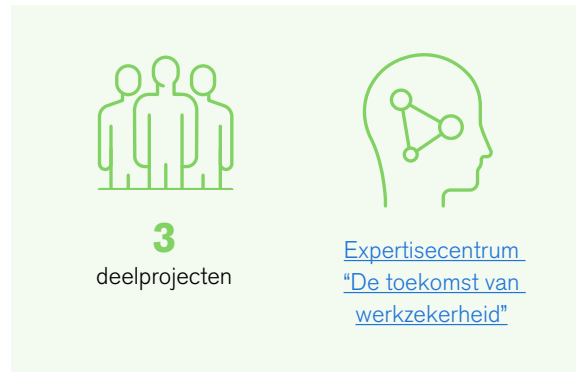 3
deelprojecten
Expertisecentrum
“De toekomst van
werkzekerheid”